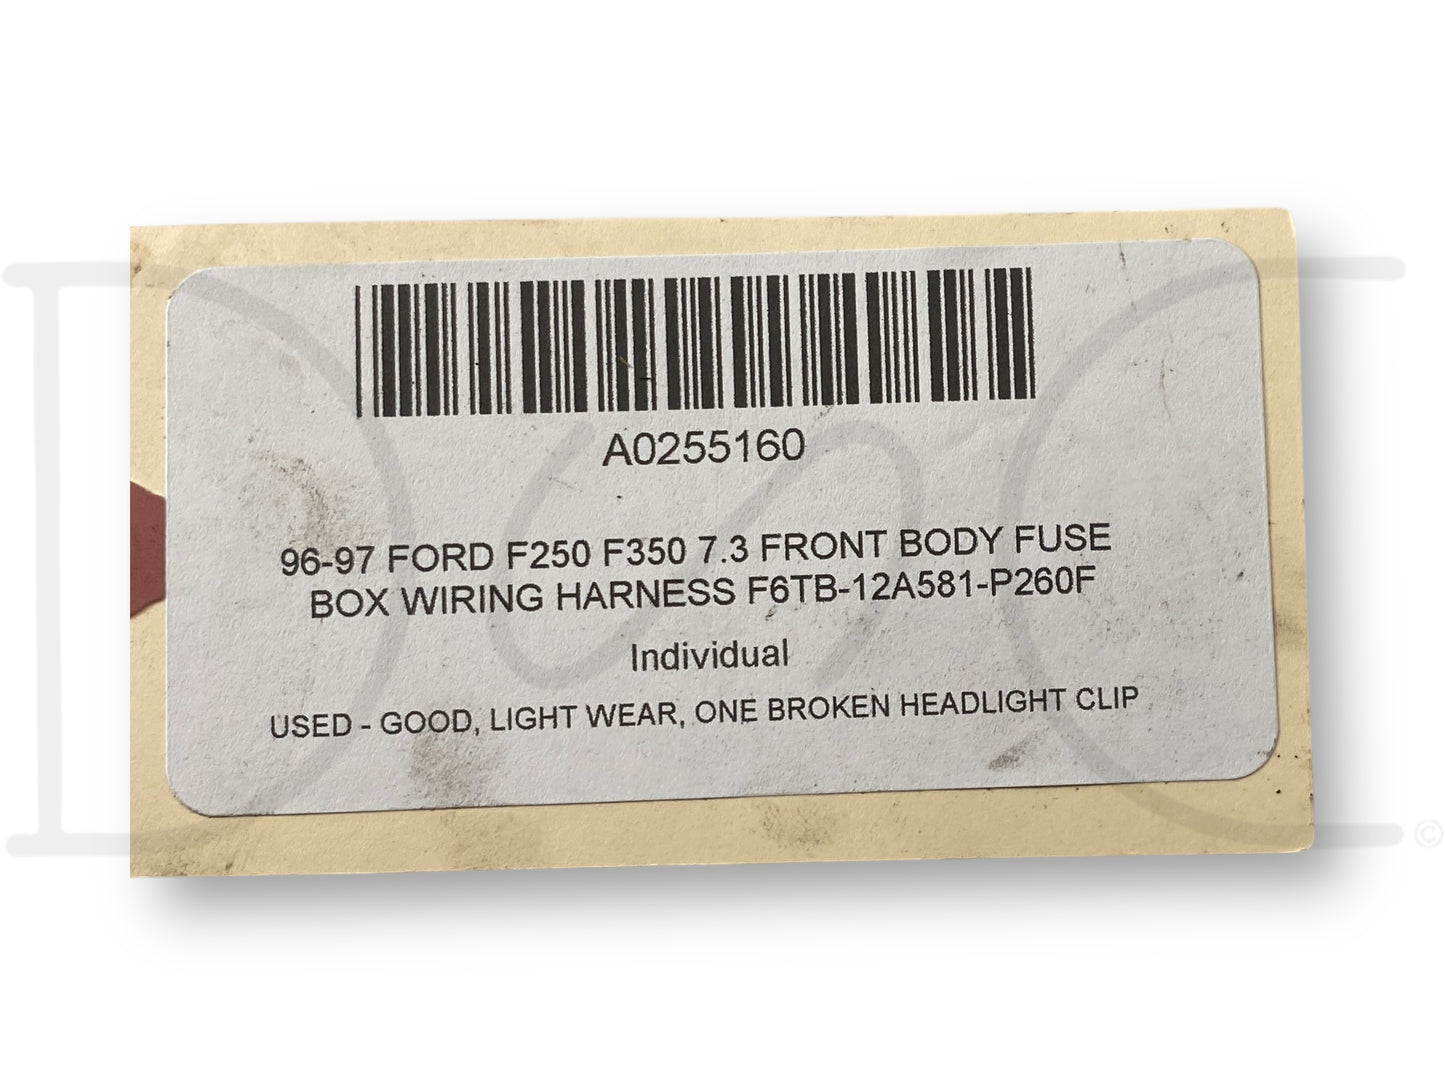 A0255160
96-97 FORD F250 F350 7.3 FRONT BODY FUSE
BOX WIRING HARNESS F6TB-12A581-P260F
Individual
USED - GOOD, LIGHT WEAR, ONE BROKEN HEADLIGHT CLIP
©